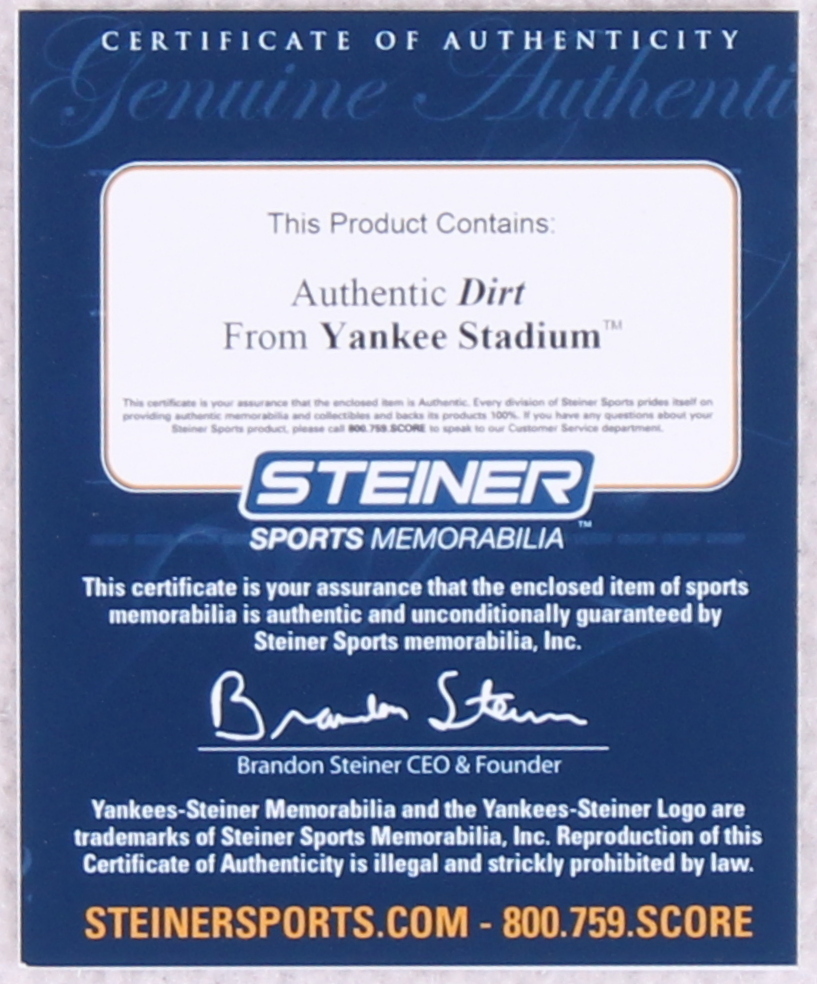 CERTIFICATE OF AUTHENTICITY
Genuine Authenti
This Product Contains:
Authentic Dirt
From Yankee Stadium™
This certificate is your assurance that the enclosed item is Authentic. Every division of Steiner Sports prides itself on
providing authentic memorabilia and collectibles and backs its products 100%. If you have any questions about your
Steiner Sports product, please call 800.759.SCORE to speak to our Customer Service department.
STEINER
SPORTS MEMORABILIA™
This certificate is your assurance that the enclosed item of sports
memorabilia is authentic and unconditionally guaranteed by
Steiner Sports memorabilia, Inc.
Brandon Steiner
Brandon Steiner CEO & Founder
Yankees-Steiner Memorabilia and the Yankees-Steiner Logo are
trademarks of Steiner Sports Memorabilia, Inc. Reproduction of this
Certificate of Authenticity is illegal and strickly prohibited by law.
STEINERSPORTS.COM - 800.759.SCORE